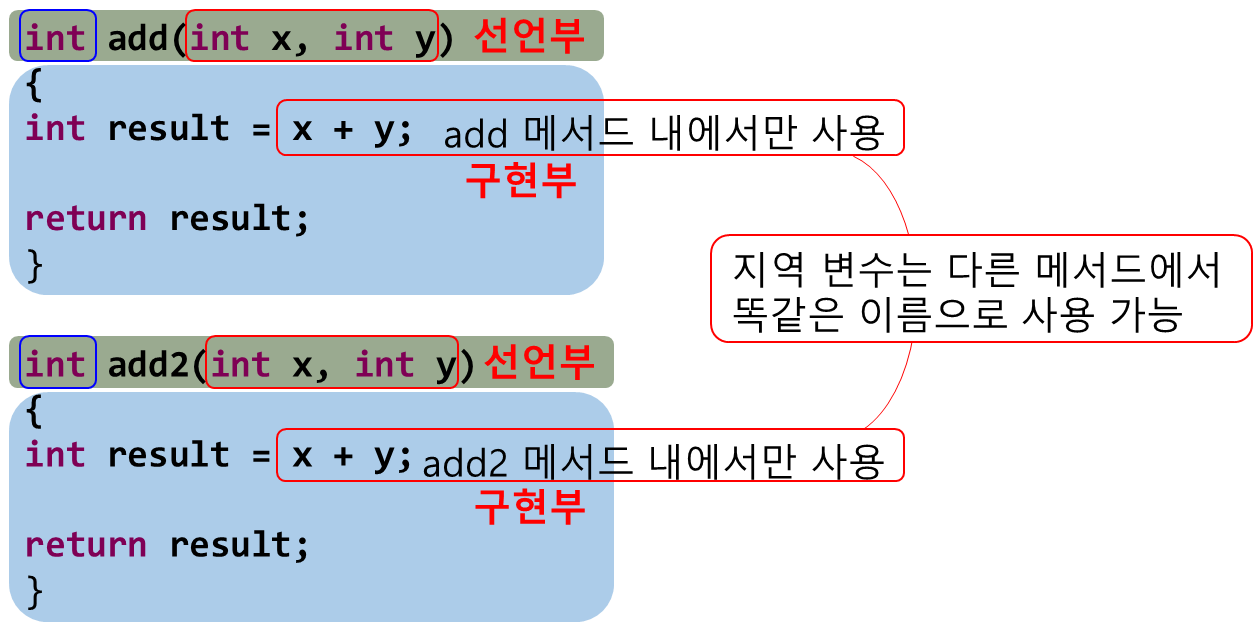 int add(int x, int y) 선언부
{
int result = x + y; add 메서드 내에서만 사용
구현부
return result;
}
지역 변수는 다른 메서드에서
똑같은 이름으로 사용 가능
int add2(int x, int y) 선언부
{
int result = x + y; add2 메서드 내에서만 사용
구현부
return result;
}